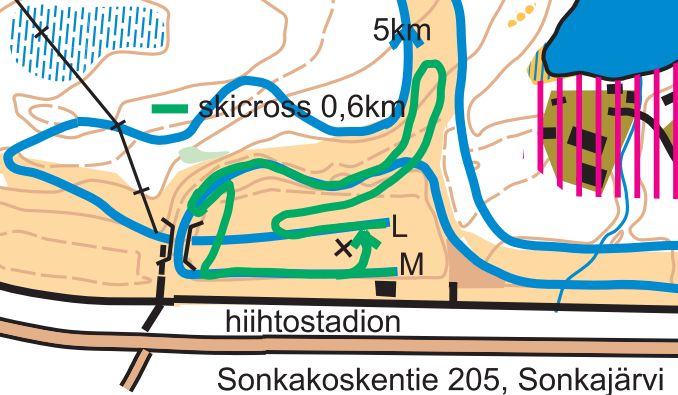 5km
skicross 0,6km
L
M
hiihtostadion
Sonkakoskentie 205, Sonkajärvi